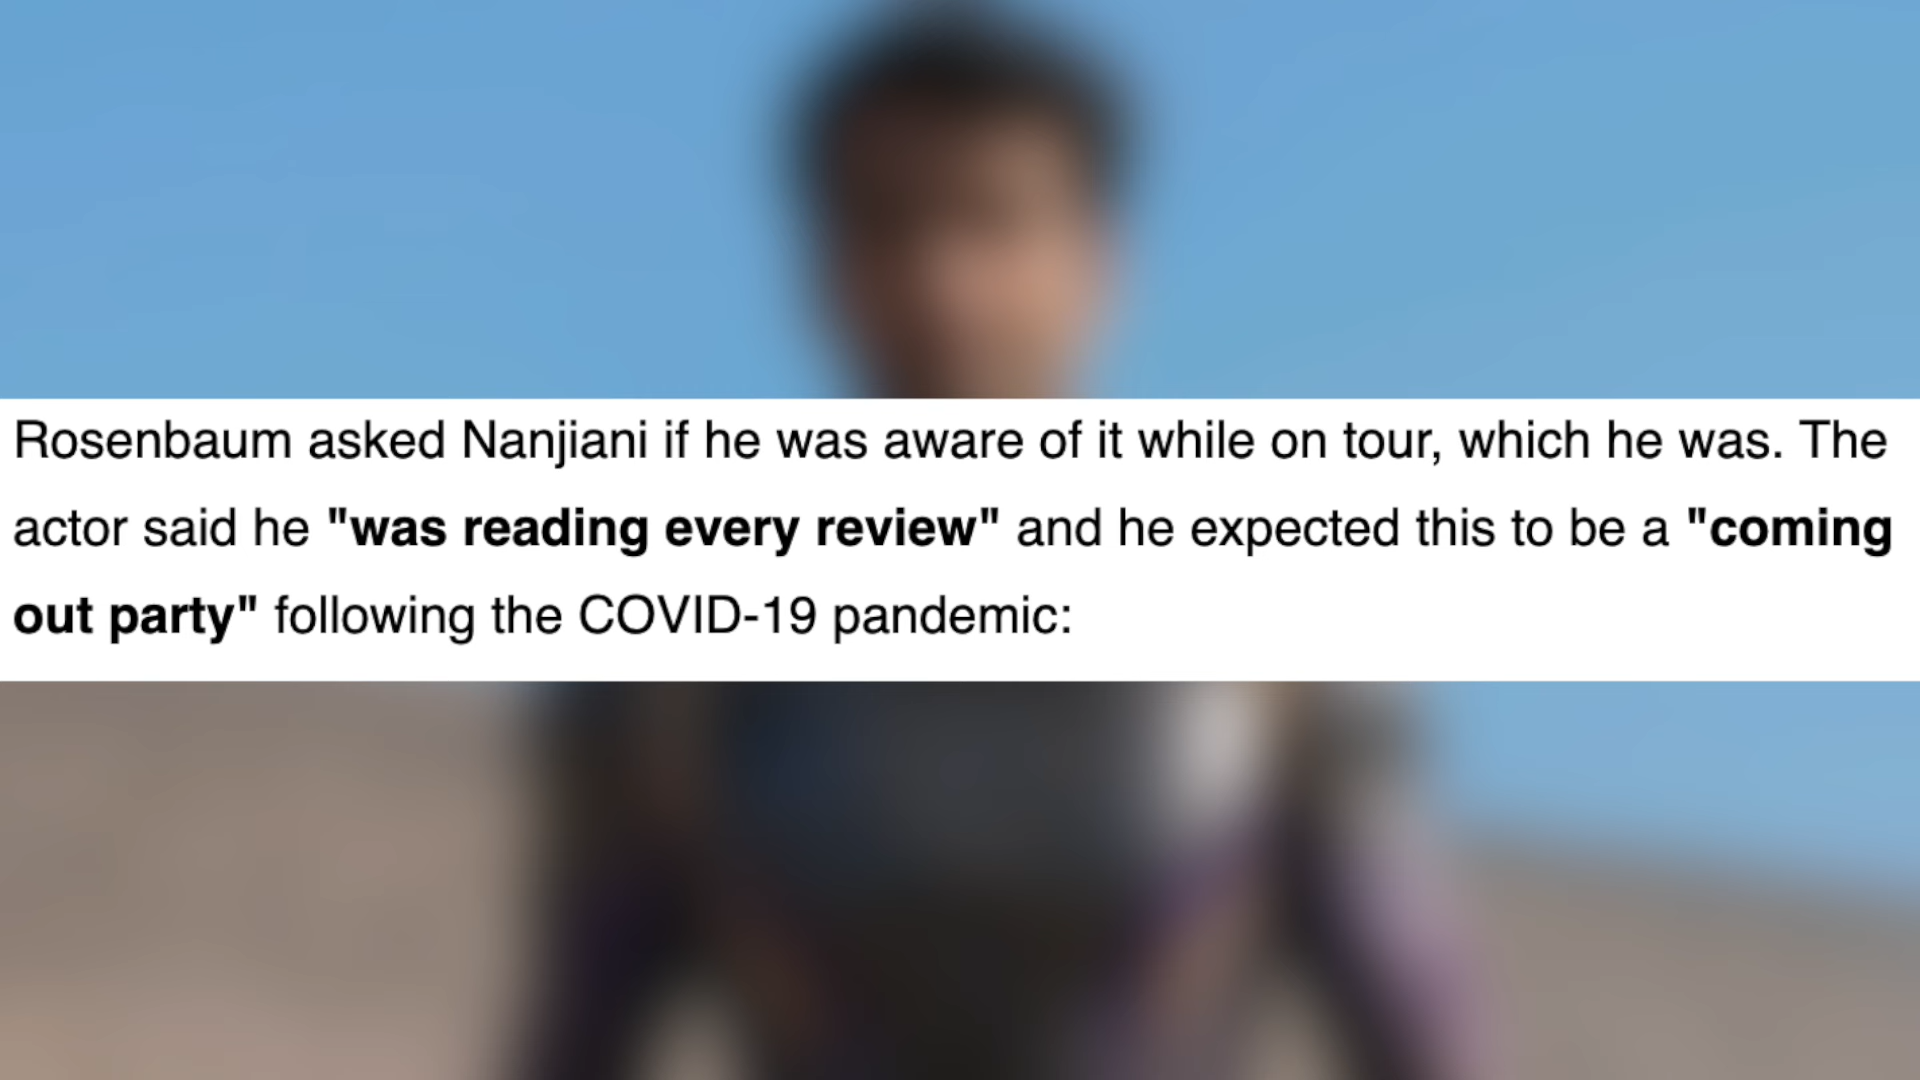 Rosenbaum asked Nanjiani if he was aware of it while on tour, which he was. The
actor said he "was reading every review" and he expected this to be a "coming
out party" following the COVID-19 pandemic: